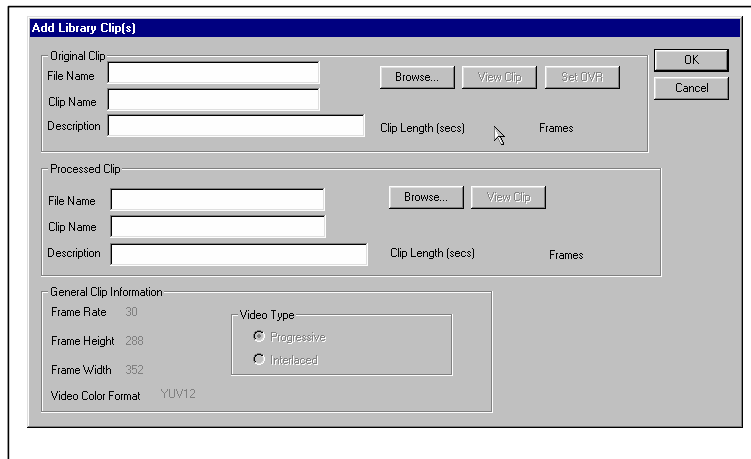 Add Library Clip(s)
Original Clip
File Name
Browse... View Clip Set OVR
OK
Clip Name
Cancel
Description
Clip Length (secs) Frames
Processed Clip
File Name
Browse... View Clip
Clip Name
Description
Clip Length (secs) Frames
General Clip Information
Frame Rate 30
Frame Height 288
Frame Width 352
Video Color Format YUV12
Video Type
Progressive
Interlaced